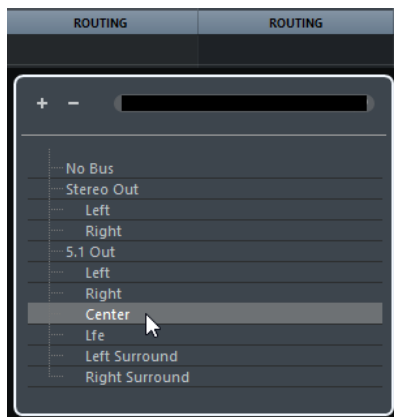 ROUTING ROUTING
+ -
No Bus
Stereo Out
Left
Right
5.1 Out
Left
Right
Center
Lfe
Left Surround
Right Surround